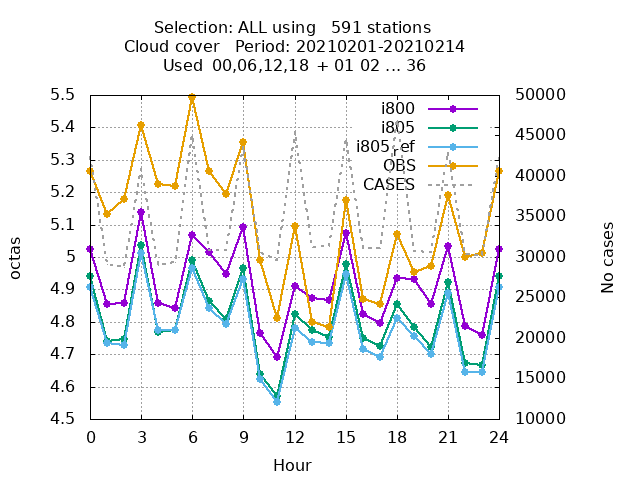 Selection: ALL using   591 stations
Cloud cover   Period: 20210201-20210214
Used  00,06,12,18 + 01 02 ... 36
5.5
5.4
5.3
5.2
5.1
5
4.9
4.8
4.7
4.6
4.5
octas
i800
i805
i805ref
OBS
CASES
50000
45000
40000
35000
30000
25000
20000
15000
10000
No cases
0 3 6 9 12 15 18 21 24
Hour